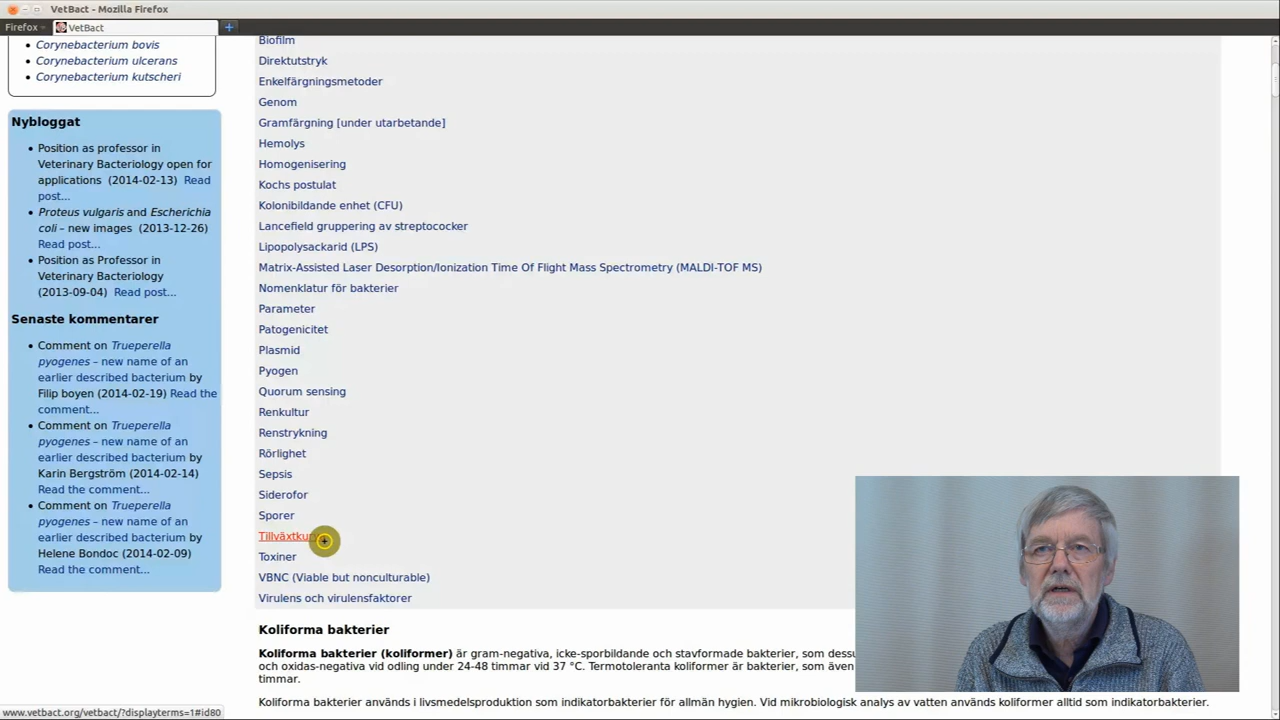 VetBact - Mozilla Firefox
Firefox
VetBact
Corynebacterium bovis
Corynebacterium ulcerans
Corynebacterium kutscheri
Nybloggat
Position as professor in
Veterinary Bacteriology open for
applications (2014-02-13) Read
post...
Proteus vulgaris and Escherichia
coli – new images (2013-12-26)
Read post...
Position as Professor in
Veterinary Bacteriology
(2013-09-04) Read post...
Senaste kommentarer
Comment on Trueperella
pyogenes – new name of an
earlier described bacterium by
Filip boyen (2014-02-19) Read the
comment...
Comment on Trueperella
pyogenes – new name of an
earlier described bacterium by
Karin Bergström (2014-02-14)
Read the comment...
Comment on Trueperella
pyogenes – new name of an
earlier described bacterium by
Helene Bondoc (2014-02-09)
Read the comment...
Biofilm
Direktutstryk
Enkelfärgningsmetoder
Genom
Gramfärgning [under utarbetande]
Hemolys
Homogenisering
Kochs postulat
Kolonibildande enhet (CFU)
Lancefield gruppering av streptococker
Lipopolysackarid (LPS)
Matrix-Assisted Laser Desorption/Ionization Time Of Flight Mass Spectrometry (MALDI-TOF MS)
Nomenklatur för bakterier
Parameter
Patogenicitet
Plasmid
Pyogen
Quorum sensing
Renkultur
Renstrykning
Rörlighet
Sepsis
Siderofor
Sporer
Toxiner
VBNC (Viable but nonculturable)
Virulens och virulensfaktorer
Koliforma bakterier
Koliforma bakterier (koliformer) är gram-negativa, icke-sporbildande och stavformade bakterier, som
och oxidas-negativa vid odling under 24-48 timmar vid 37 °C. Termotoleranta koliformer är bakterier, som även
timmar.
Koliforma bakterier används i livsmedelsproduktion som indikatorbakterier för allmän hygien. Vid mikrobiologisk analys av vatten används koliformer alltid som indikatorbakterier.
www.vetbact.org/vetbact/?displayterms=1#id80